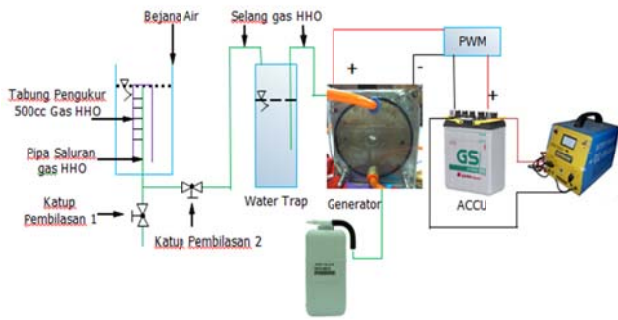 Bejana Air
Selang gas HHO
PWM
+
-
+
Tabung Pengukur
500cc Gas HHO
Pipa Saluran
gas HHO
GS
Katup
Pembilasan 1
Water Trap
Generator
ACCU
Katup Pembilasan 2